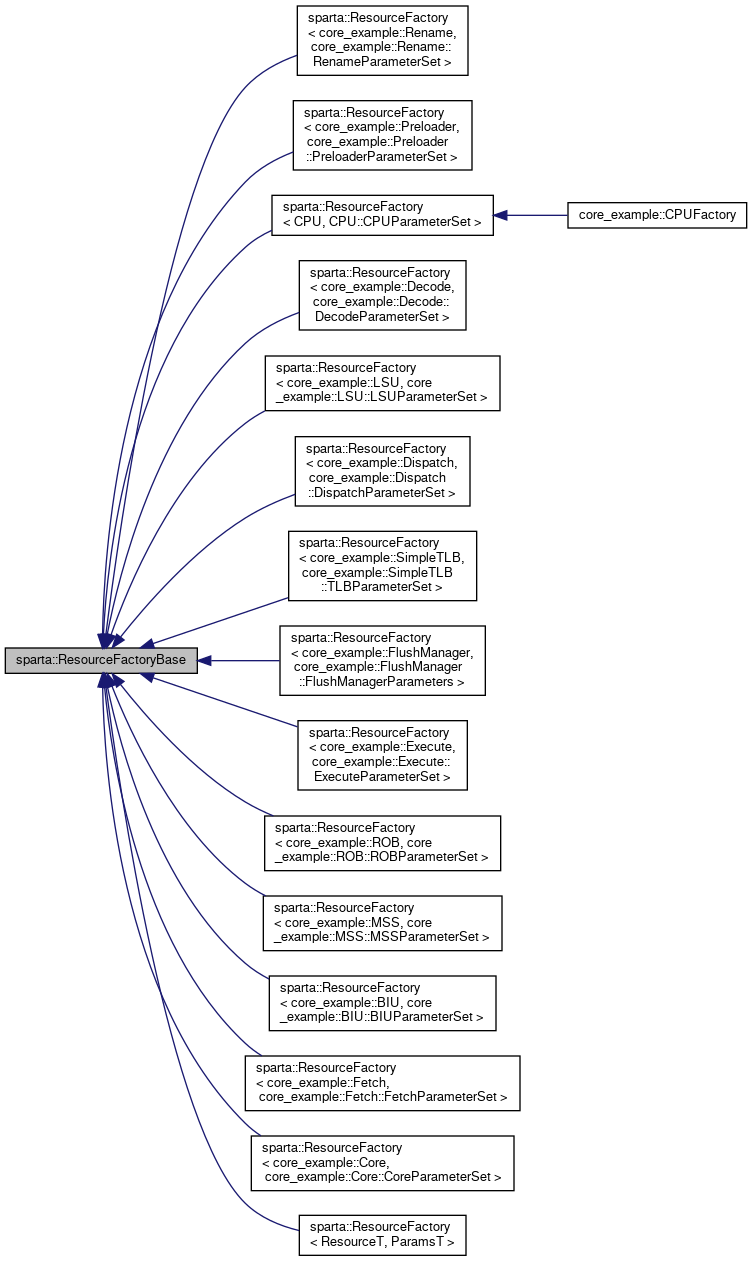 sparta::ResourceFactory
< core_example::Rename,
core_example::Rename::
RenameParameterSet >
sparta::ResourceFactory
< core_example::Preloader,
core_example::Preloader
::PreloaderParameterSet >
sparta::ResourceFactory
< CPU, CPU::CPUParameterSet >
core_example::CPUFactory
sparta::ResourceFactory
< core_example::Decode,
core_example::Decode::
DecodeParameterSet >
sparta::ResourceFactory
< core_example::LSU, core
_example::LSU::LSUParameterSet >
sparta::ResourceFactory
< core_example::Dispatch,
core_example::Dispatch
::DispatchParameterSet >
sparta::ResourceFactory
< core_example::SimpleTLB,
core_example::SimpleTLB
::TLBParameterSet >
sparta::ResourceFactoryBase
sparta::ResourceFactory
< core_example::FlushManager,
core_example::FlushManager
::FlushManagerParameters >
sparta::ResourceFactory
< core_example::Execute,
core_example::Execute::
ExecuteParameterSet >
sparta::ResourceFactory
< core_example::ROB, core
_example::ROB::ROBParameterSet >
sparta::ResourceFactory
< core_example::MSS, core
_example::MSS::MSSParameterSet >
sparta::ResourceFactory
< core_example::BIU, core
_example::BIU::BIUParameterSet >
sparta::ResourceFactory
< core_example::Fetch,
core_example::Fetch::FetchParameterSet >
sparta::ResourceFactory
< core_example::Core,
core_example::Core::CoreParameterSet >
sparta::ResourceFactory
< ResourceT, ParamsT >